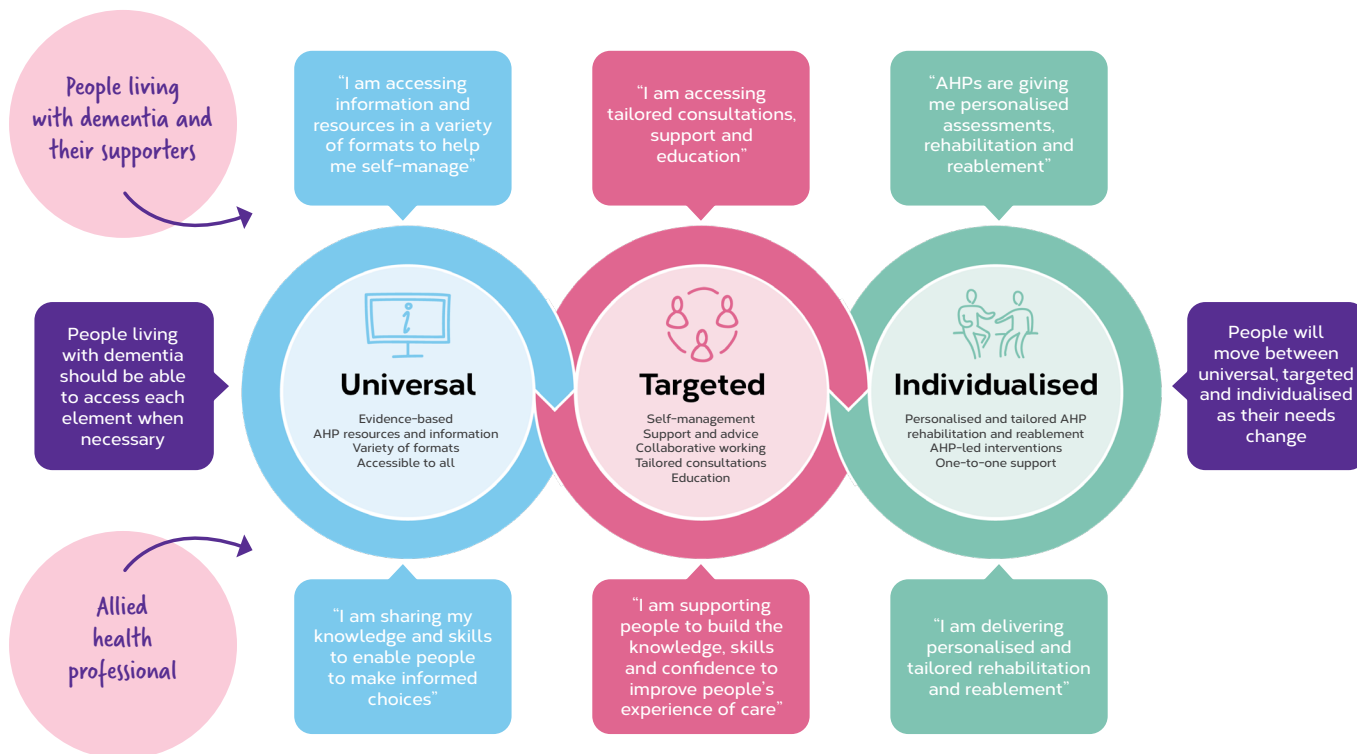 People living
with dementia and
their supporters
“I am accessing
information and
resources in a variety
of formats to help
me self-manage”
“I am accessing
tailored consultations,
support and
education”
“AHPs are giving
me personalised
assessments,
rehabilitation and
reablement”
People living
with dementia
should be able
to access each
element when
necessary
i
Universal
Evidence-based
AHP resources and information
Variety of formats
Accessible to all
Targeted
Self-management
Support and advice
Collaborative working
Tailored consultations
Education
Individualised
Personalised and tailored AHP
rehabilitation and reablement
AHP-led interventions
One-to-one support
People will
move between
universal, targeted
and individualised
as their needs
change
Allied
health
professional
“I am sharing my
knowledge and skills
to enable people
to make informed
choices”
“I am supporting
people to build the
knowledge, skills
and confidence to
improve people’s
experience of care”
“I am delivering
personalised and
tailored rehabilitation
and reablement”